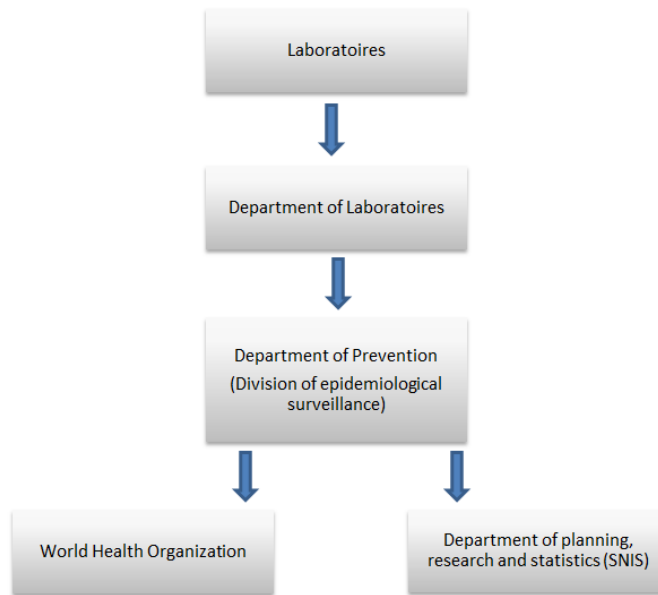 Laboratoires
Department of Laboratoires
Department of Prevention
(Division of epidemiological
surveillance)
World Health Organization
Department of planning,
research and statistics (SNIS)